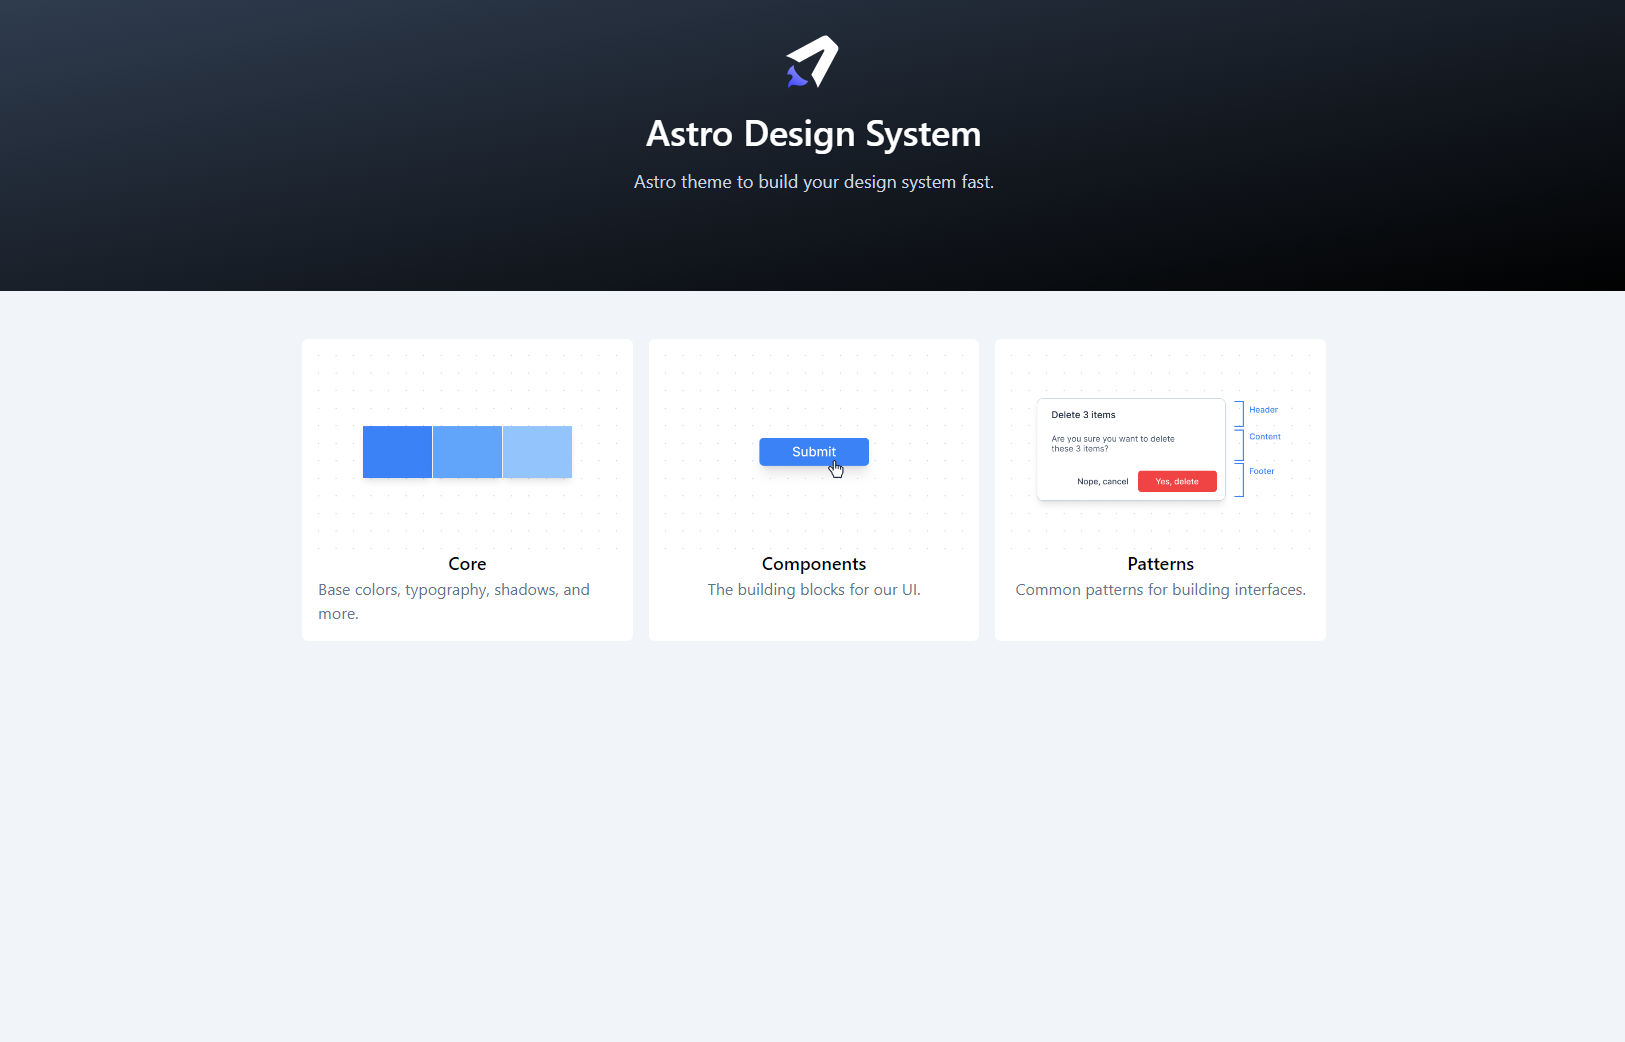 Astro Design System
Astro theme to build your design system fast.
Submit
Delete 3 items
Are you sure you want to delete
these 3 items?
Nope, cancel
Yes, delete
Header
Content
Footer
Core
Base colors, typography, shadows, and
more.
Components
The building blocks for our UI.
Patterns
Common patterns for building interfaces.